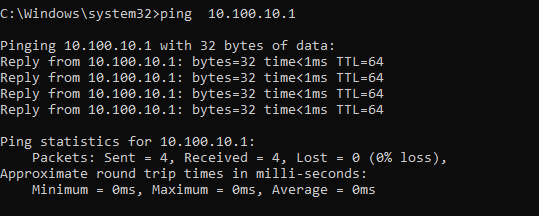 C:\Windows\system32>ping  10.100.10.1
Pinging 10.100.10.1 with 32 bytes of data:
Reply from 10.100.10.1: bytes=32 time<1ms TTL=64
Reply from 10.100.10.1: bytes=32 time<1ms TTL=64
Reply from 10.100.10.1: bytes=32 time<1ms TTL=64
Reply from 10.100.10.1: bytes=32 time<1ms TTL=64
Ping statistics for 10.100.10.1:
    Packets: Sent = 4, Received = 4, Lost = 0 (0% loss),
Approximate round trip times in milli-seconds:
    Minimum = 0ms, Maximum = 0ms, Average = 0ms